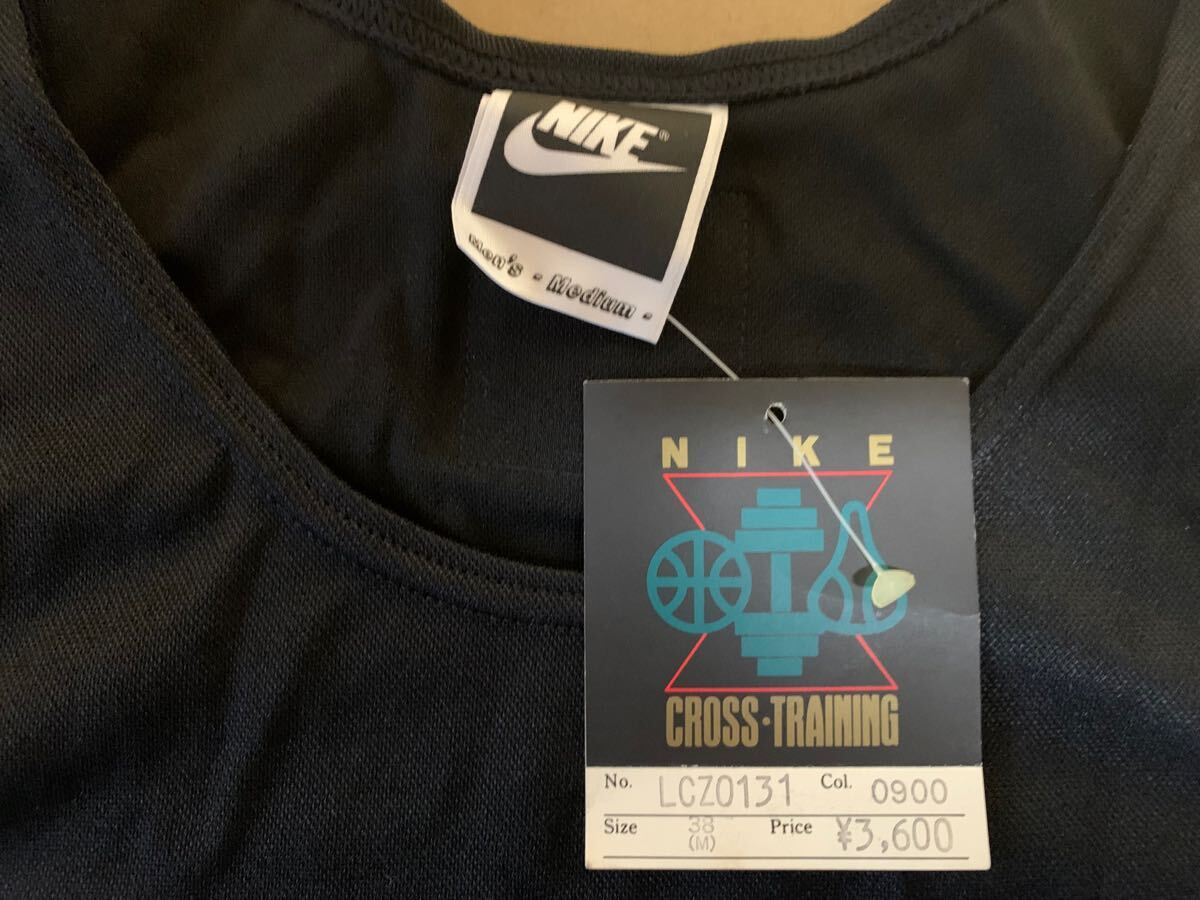 NIKE®
Men's - Medium -
NIKE
CROSS·TRAINING
No. LCZ0131 Col. 0900
Size 38 (M) Price ¥3,600